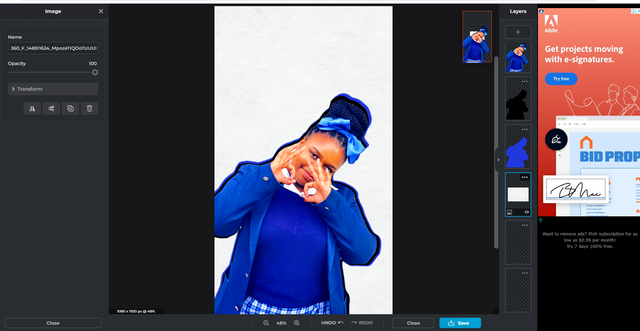 Image
Name
Opacity 100
Transform
Close
1080 x 1920 px @ 48%
48%
UNDO
REDO
Close
Save
Layers
Adobe
Get projects moving
with e-signatures.
Try free
BID PROP
Want to remove ads? Pixlr subscription for as
low as $0.99 per month!
Try 7 days 100% free.